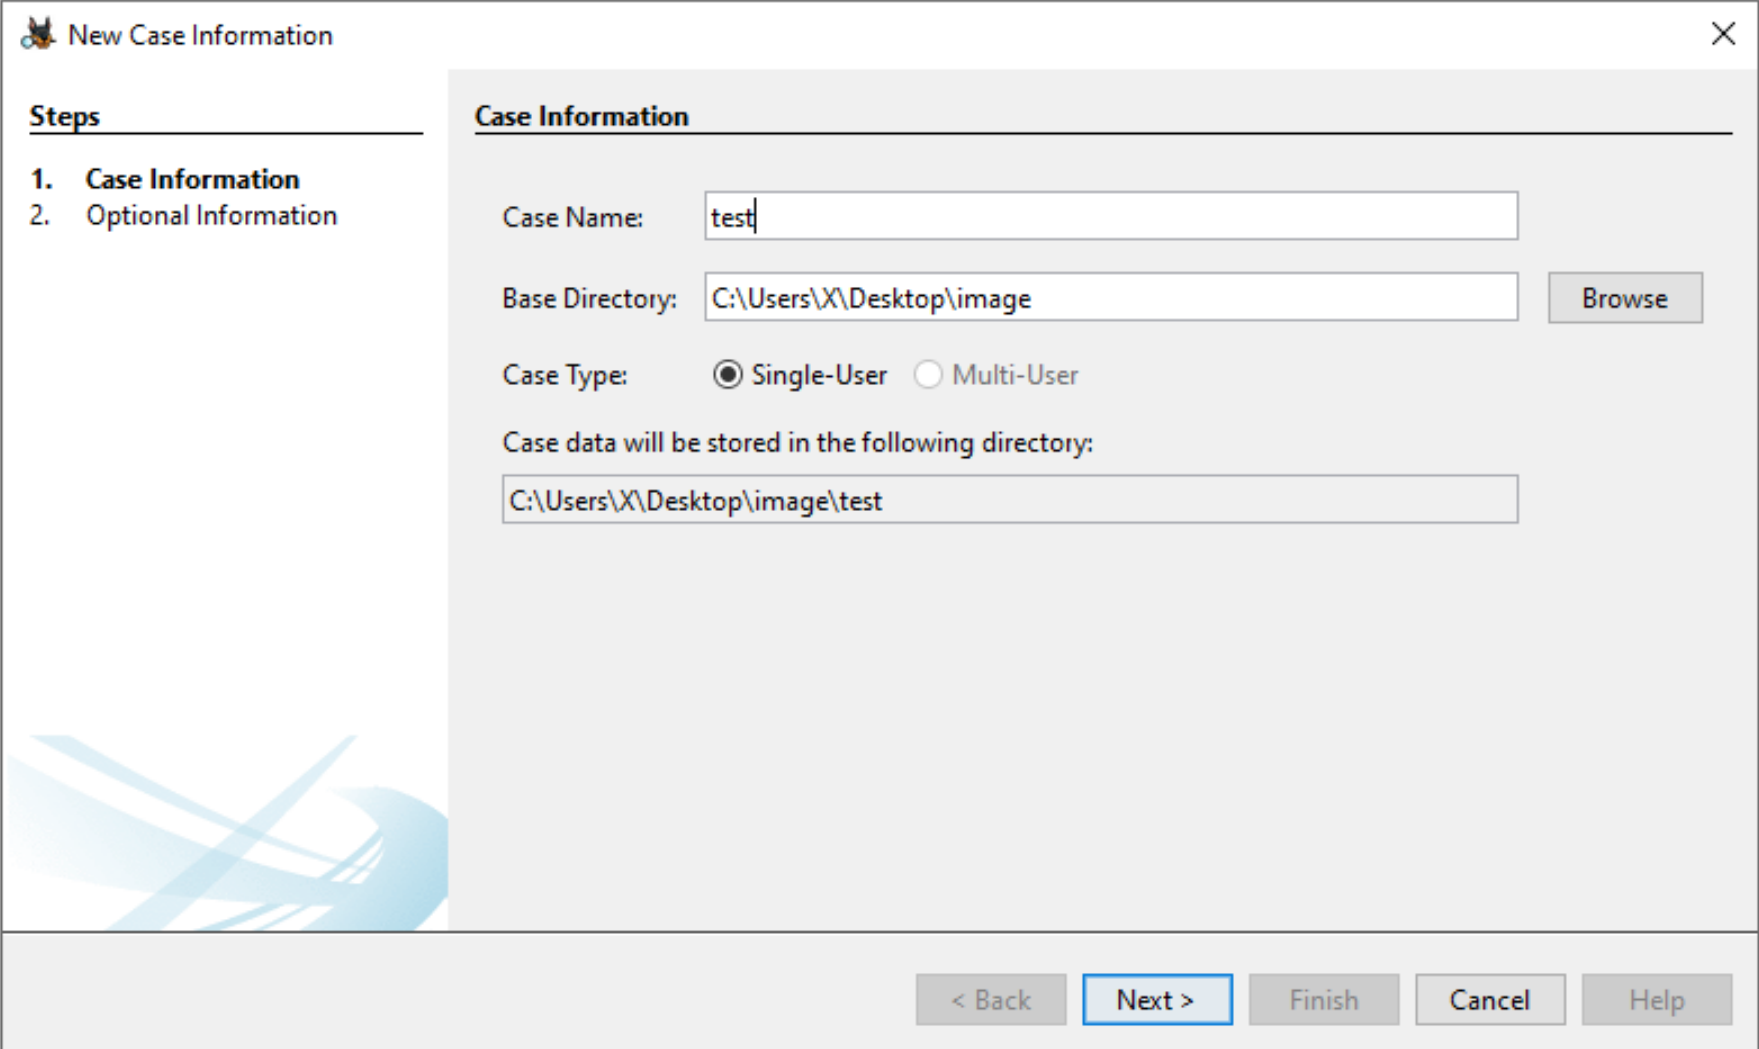 New Case Information
Steps
1. Case Information
2. Optional Information
Case Information
Case Name: test
Base Directory: C:\Users\X\Desktop\image Browse
Case Type: Single-User Multi-User
Case data will be stored in the following directory:
C:\Users\X\Desktop\image\test
< Back Next > Finish Cancel Help